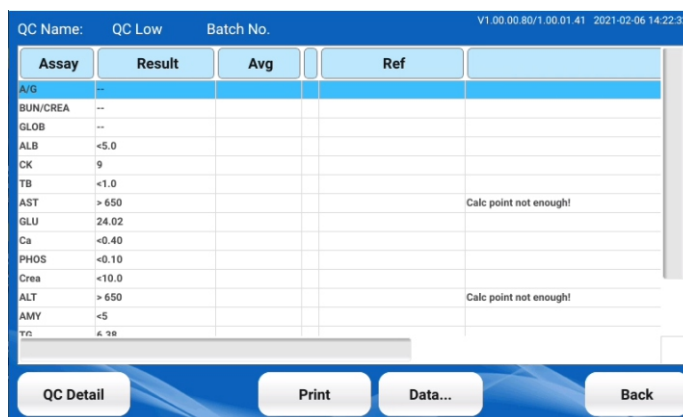 QC Name: QC Low Batch No. V1.00.00.80/1.00.01.41 2021-02-06 14:22:3
Assay Result Avg Ref
A/G --
BUN/CREA --
GLOB --
ALB <5.0
CK 9
TB <1.0
AST > 650 Calc point not enough!
GLU 24.02
Ca <0.40
PHOS <0.10
Crea <10.0
ALT > 650 Calc point not enough!
AMY <5
TG 6.38
QC Detail Print Data... Back